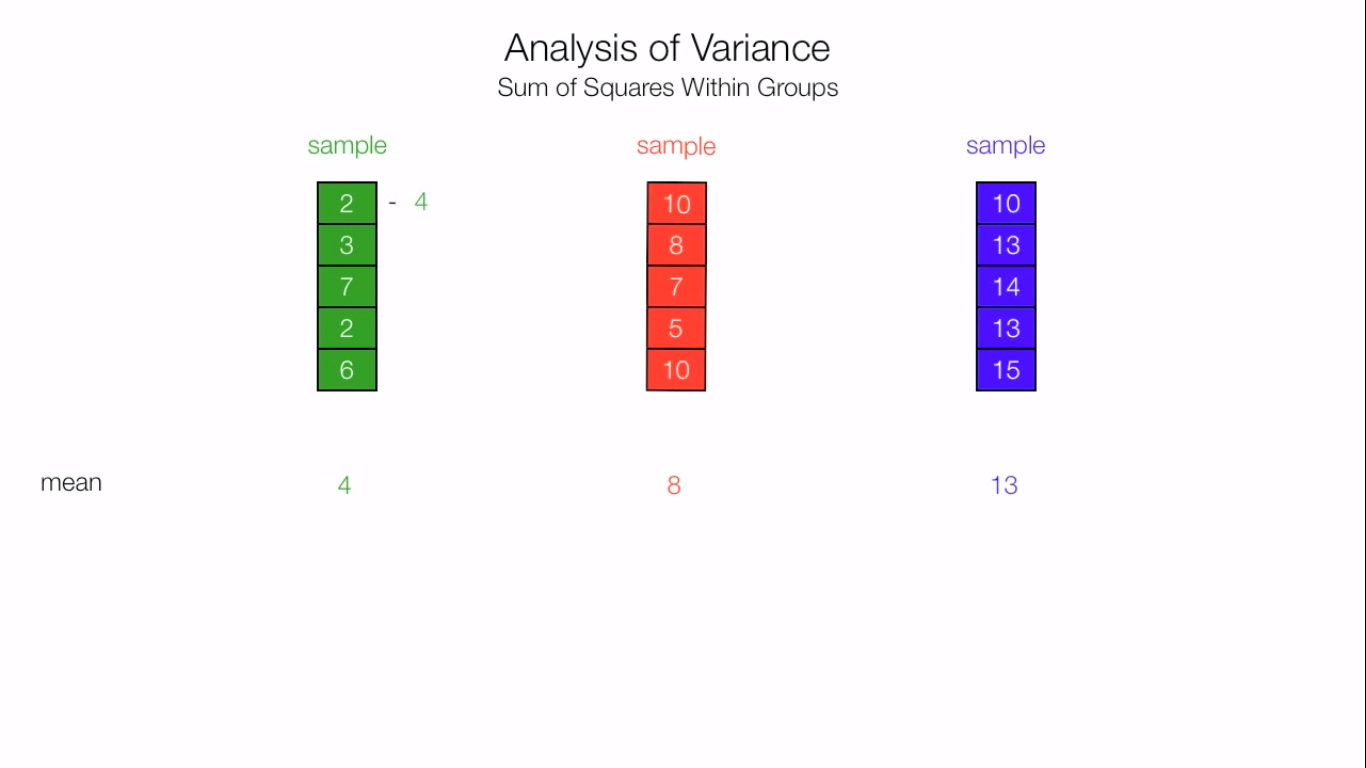 Analysis of Variance
Sum of Squares Within Groups
sample sample sample
2 - 4 10 10
3 8 13
7 7 14
2 5 13
6 10 15
mean 4 8 13